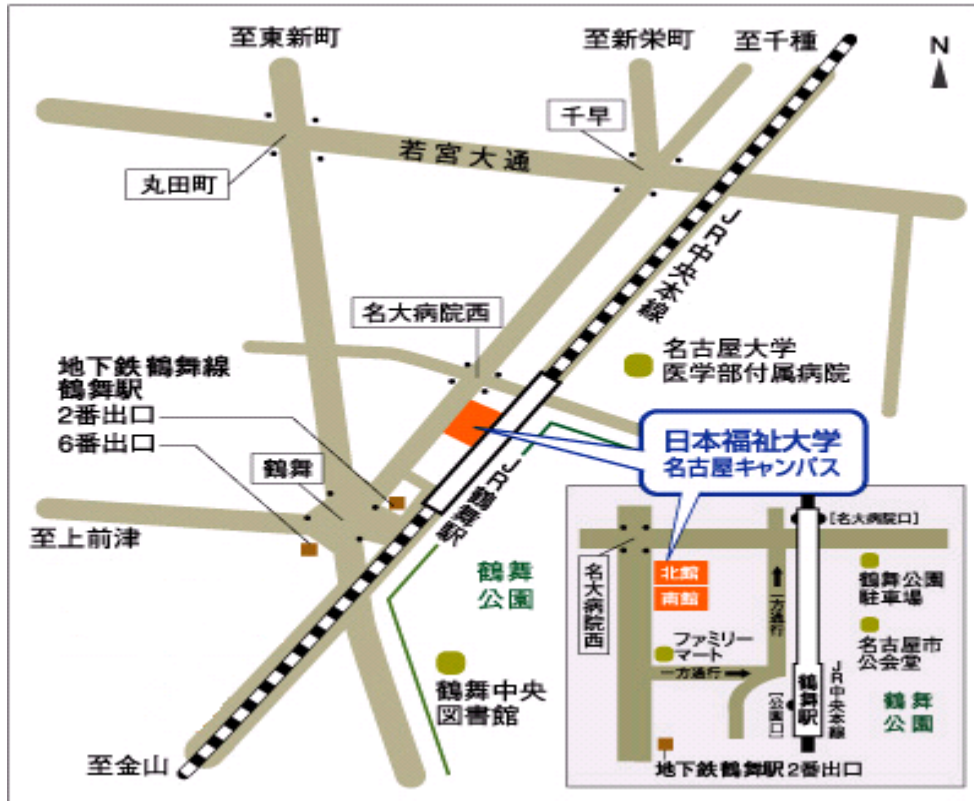 至東新町
至新栄町
至千種
N
千早
若宮大通
丸田町
JR中央本線
名大病院西
名古屋大学
医学部付属病院
地下鉄鶴舞線
鶴舞駅
2番出口
6番出口
鶴舞
日本福祉大学
名古屋キャンパス
JR鶴舞駅
至上前津
鶴舞
公園
鶴舞中央
図書館
至金山
[名大病院口]
名大病院西
北館
南館
一方通行
鶴舞公園
駐車場
ファミリー
マート
名古屋市
公会堂
一方通行
[公園口]
鶴舞駅
JR中央本線
鶴舞
公園
地下鉄鶴舞駅2番出口